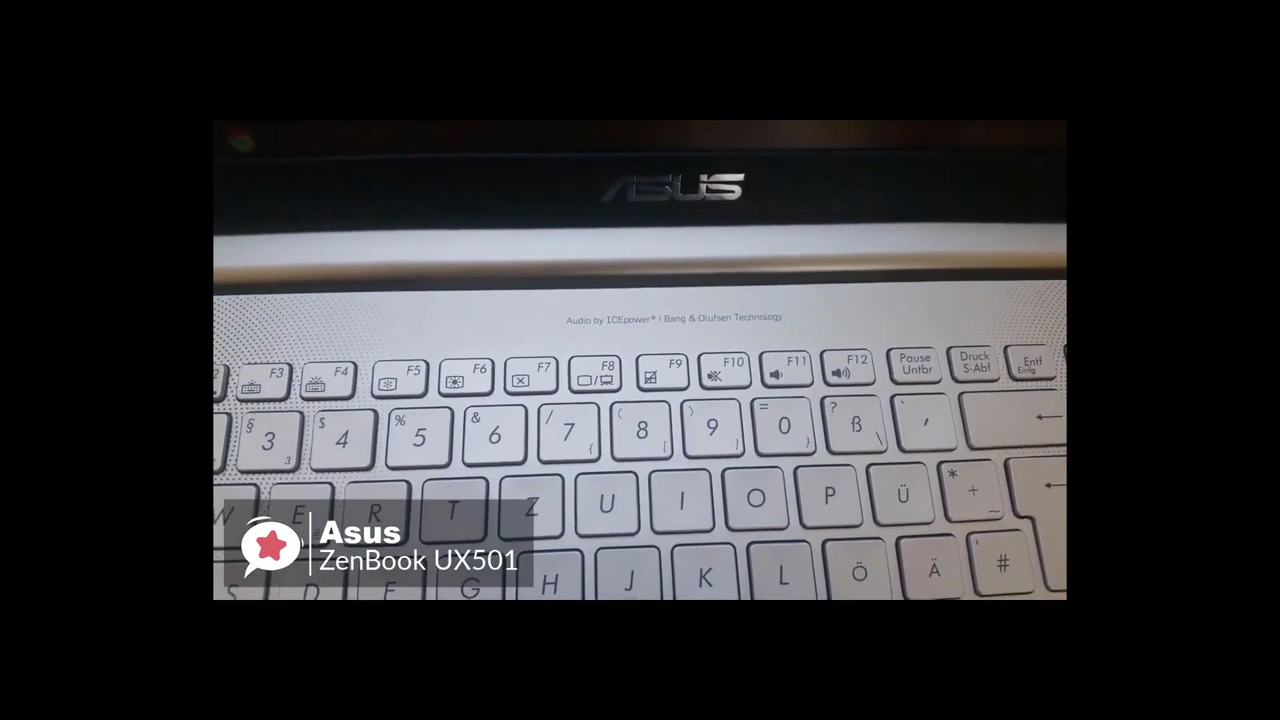 ASUS
Audio by ICEpower® | Bang & Olufsen Technology
F3 F4 F5 F6 F7 F8 F9 F10 F11 F12 Pause Untbr Druck S-Abf Entf Einfg
§ 3 3 $ 4 % 5 & 6 / 7 { ( 8 [ ) 9 ] = 0 } ? ß \ ` ´
W E R T Z U I O P Ü * + ~
S D F G H J K L Ö Ä ' #
Asus
ZenBook UX501